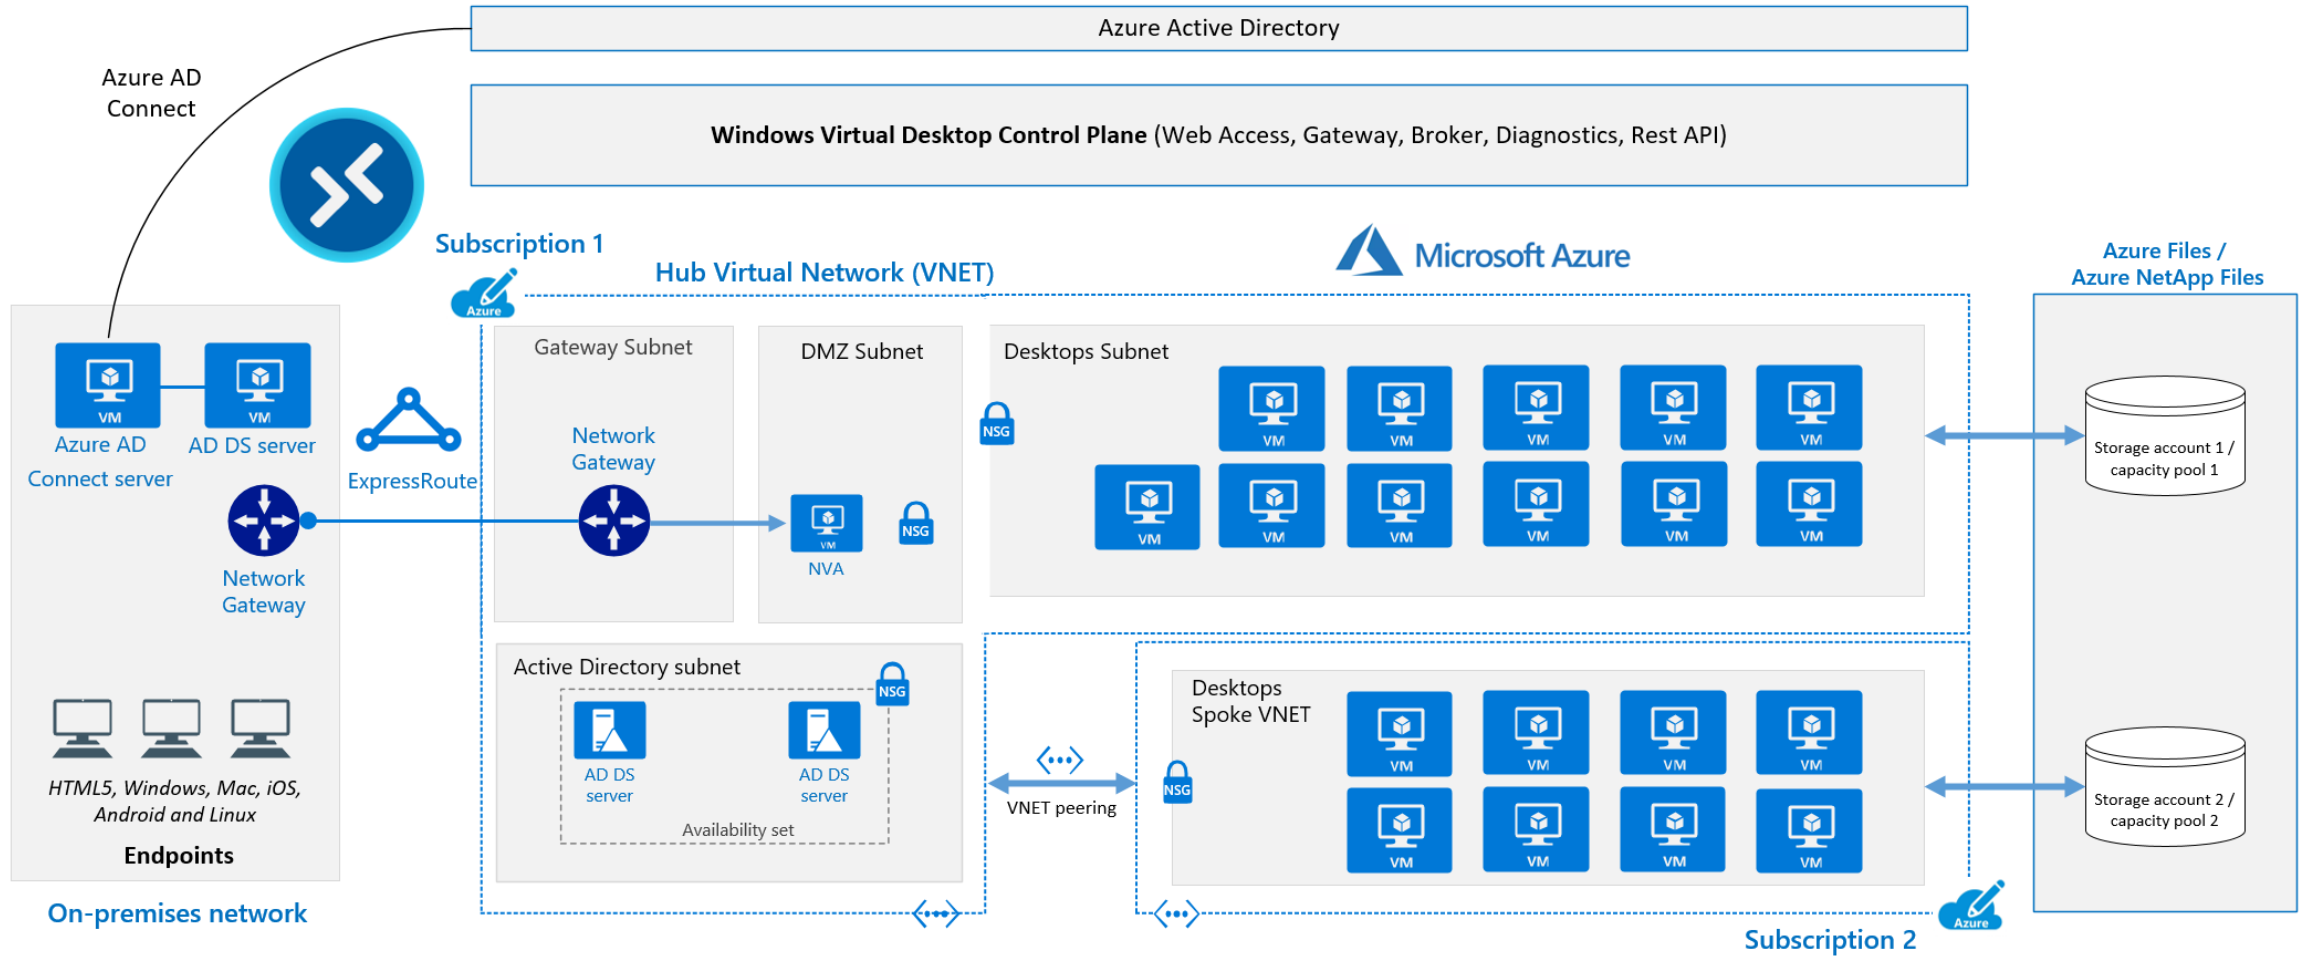 Azure Active Directory
Azure AD
Connect
Windows Virtual Desktop Control Plane (Web Access, Gateway, Broker, Diagnostics, Rest API)
Subscription 1
Azure
Hub Virtual Network (VNET)
Microsoft Azure
Azure Files /
Azure NetApp Files
VM
VM
Azure AD
Connect server
AD DS server
ExpressRoute
Network
Gateway
HTML5, Windows, Mac, iOS,
Android and Linux
Endpoints
On-premises network
Gateway Subnet
Network
Gateway
DMZ Subnet
VM
NVA
NSG
Desktops Subnet
NSG
VM
VM
VM
VM
VM
VM
VM
VM
VM
VM
VM
Storage account 1 /
capacity pool 1
Active Directory subnet
NSG
AD DS
server
AD DS
server
Availability set
VNET peering
Desktops
Spoke VNET
NSG
VM
VM
VM
VM
VM
VM
VM
VM
Storage account 2 /
capacity pool 2
Azure
Subscription 2